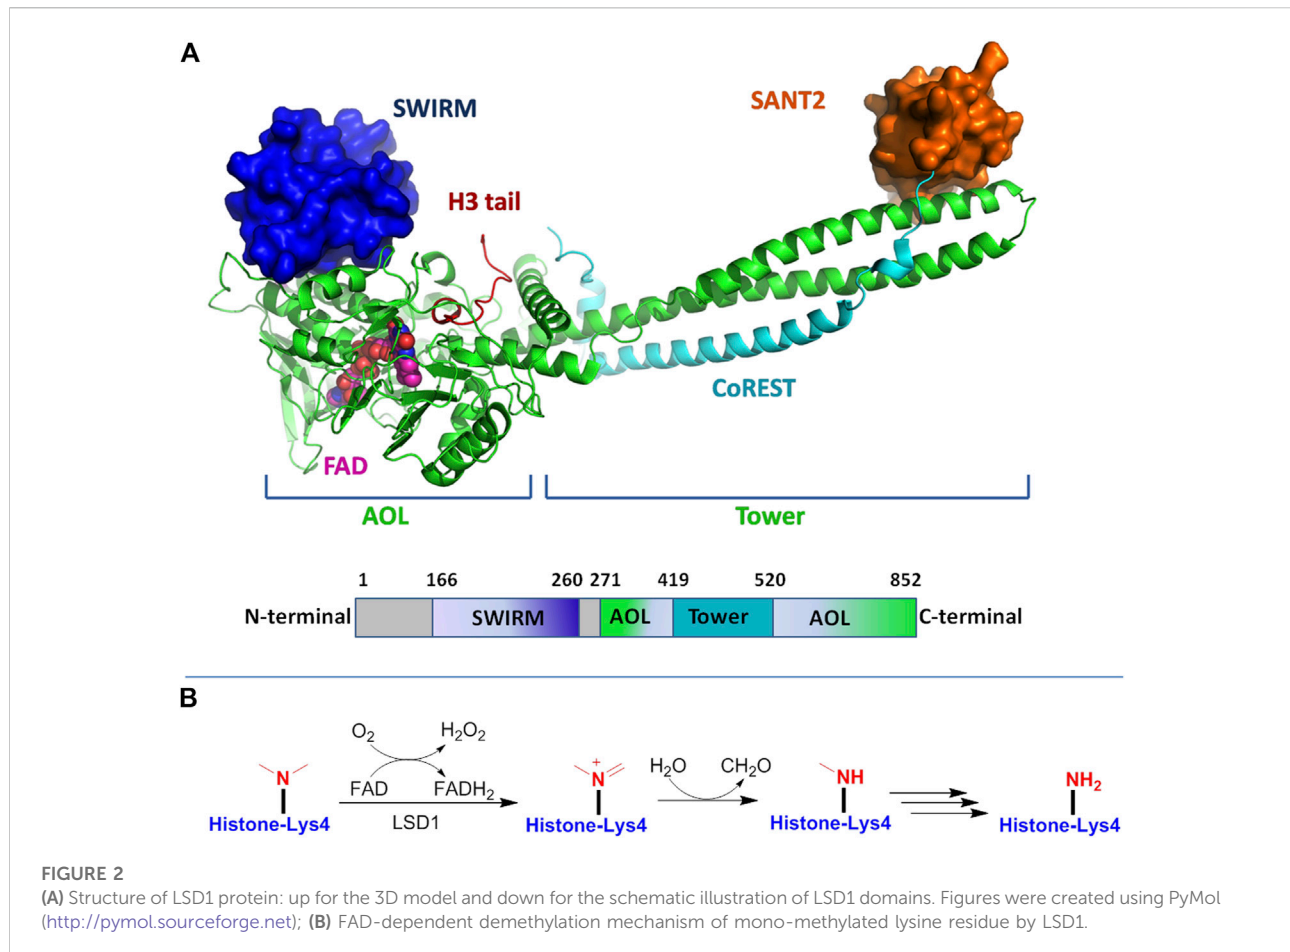 A
SWIRM
SANT2
H3 tail
CoREST
FAD
AOL
Tower
1 166 260 271 419 520 852
N-terminal SWIRM AOL Tower AOL C-terminal
B
O2 H2O2
N FAD FADH2 N+ H2O CH2O NH NH2
Histone-Lys4 LSD1 Histone-Lys4 Histone-Lys4 Histone-Lys4
FIGURE 2
(A) Structure of LSD1 protein: up for the 3D model and down for the schematic illustration of LSD1 domains. Figures were created using PyMol
(http://pymol.sourceforge.net); (B) FAD-dependent demethylation mechanism of mono-methylated lysine residue by LSD1.